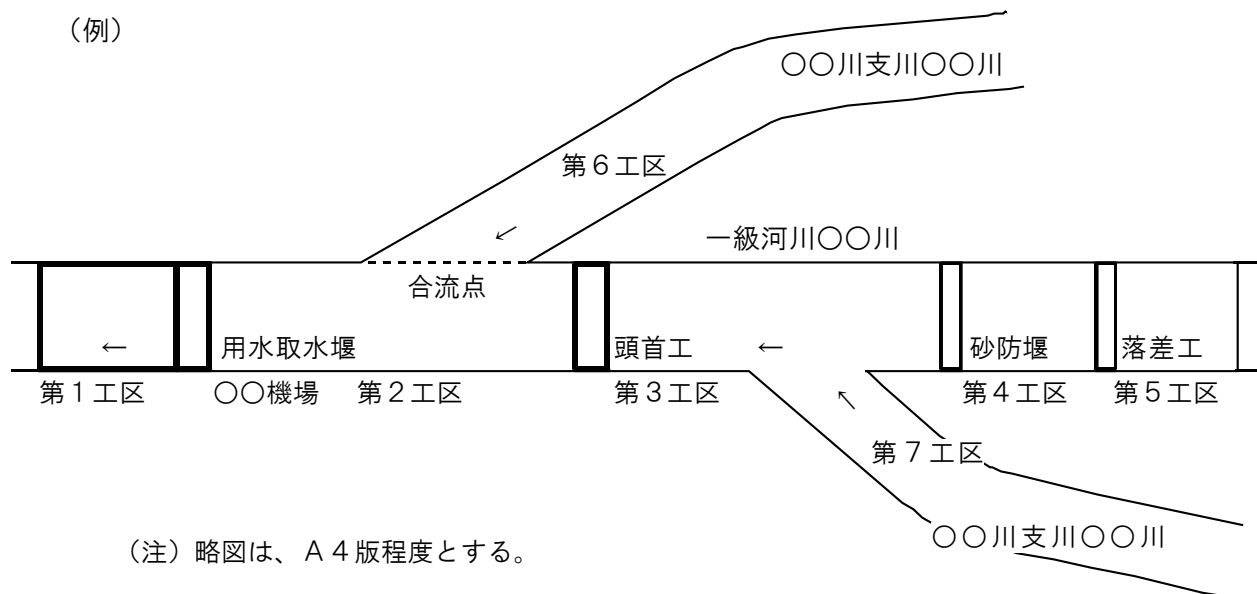 （例）
〇〇川支川〇〇川
第６工区
←
一級河川〇〇川
合流点
←
用水取水堰
頭首工
←
砂防堰
落差工
第１工区
〇〇機場
第２工区
第３工区
←
第４工区
第５工区
第７工区
〇〇川支川〇〇川
（注）略図は、Ａ４版程度とする。